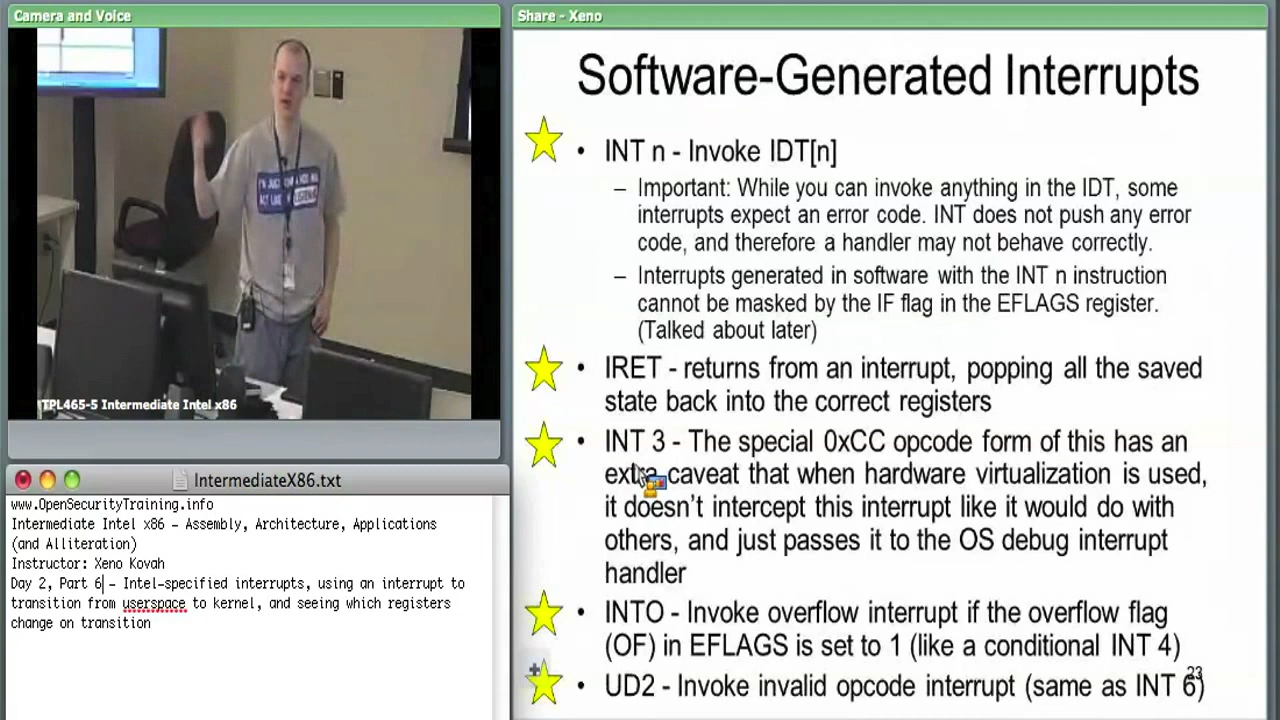 Camera and Voice
TPL465-5 Intermediate Intel x86
IntermediateX86.txt
www.OpenSecurityTraining.info
Intermediate Intel x86 – Assembly, Architecture, Applications
(and Alliteration)
Instructor: Xeno Kovah
Day 2, Part 6 – Intel-specified interrupts, using an interrupt to
transition from userspace to kernel, and seeing which registers
change on transition
Share - Xeno
Software-Generated Interrupts
• INT n - Invoke IDT[n]
– Important: While you can invoke anything in the IDT, some
interrupts expect an error code. INT does not push any error
code, and therefore a handler may not behave correctly.
– Interrupts generated in software with the INT n instruction
cannot be masked by the IF flag in the EFLAGS register.
(Talked about later)
• IRET - returns from an interrupt, popping all the saved
state back into the correct registers
• INT 3 - The special 0xCC opcode form of this has an
extra caveat that when hardware virtualization is used,
it doesn't intercept this interrupt like it would do with
others, and just passes it to the OS debug interrupt
handler
• INTO - Invoke overflow interrupt if the overflow flag
(OF) in EFLAGS is set to 1 (like a conditional INT 4)
• UD2 - Invoke invalid opcode interrupt (same as INT 6)
23